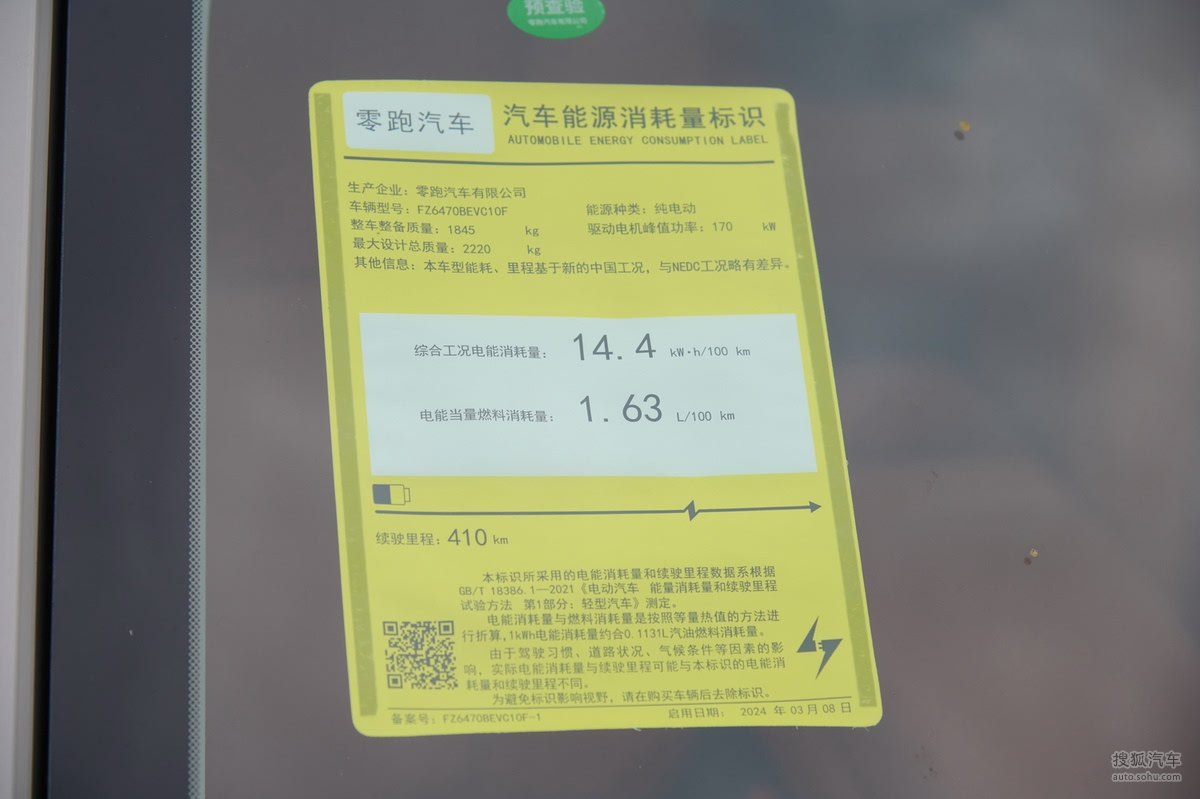 预查验
零跑汽车有限公司
零跑汽车
汽车能源消耗量标识
AUTOMOBILE ENERGY CONSUMPTION LABEL
生产企业：零跑汽车有限公司
车辆型号：FZ6470BEVC10F 能源种类：纯电动
整车整备质量：1845 kg 驱动电机峰值功率：170 kW
最大设计总质量：2220 kg
其他信息：本车型能耗、里程基于新的中国工况，与NEDC工况略有差异。
综合工况电能消耗量： 14.4 kW·h/100 km
电能当量燃料消耗量： 1.63 L/100 km
续驶里程：410 km
本标识所采用的电能消耗量和续驶里程数据系根据
GB/T 18386.1—2021《电动汽车 能量消耗量和续驶里程
试验方法 第1部分：轻型汽车》测定。
电能消耗量与燃料消耗量是按照等量热值的方法进
行折算，1kWh电能消耗量约合0.1131L汽油燃料消耗量。
由于驾驶习惯、道路状况、气候条件等因素的影
响，实际电能消耗量与续驶里程可能与本标识的电能消
耗量和续驶里程不同。
为避免标识影响视野，请在购买车辆后去除标识。
备案号：FZ6470BEVC10F-1 启用日期： 2024 年 03 月 08 日
搜狐汽车
auto.sohu.com